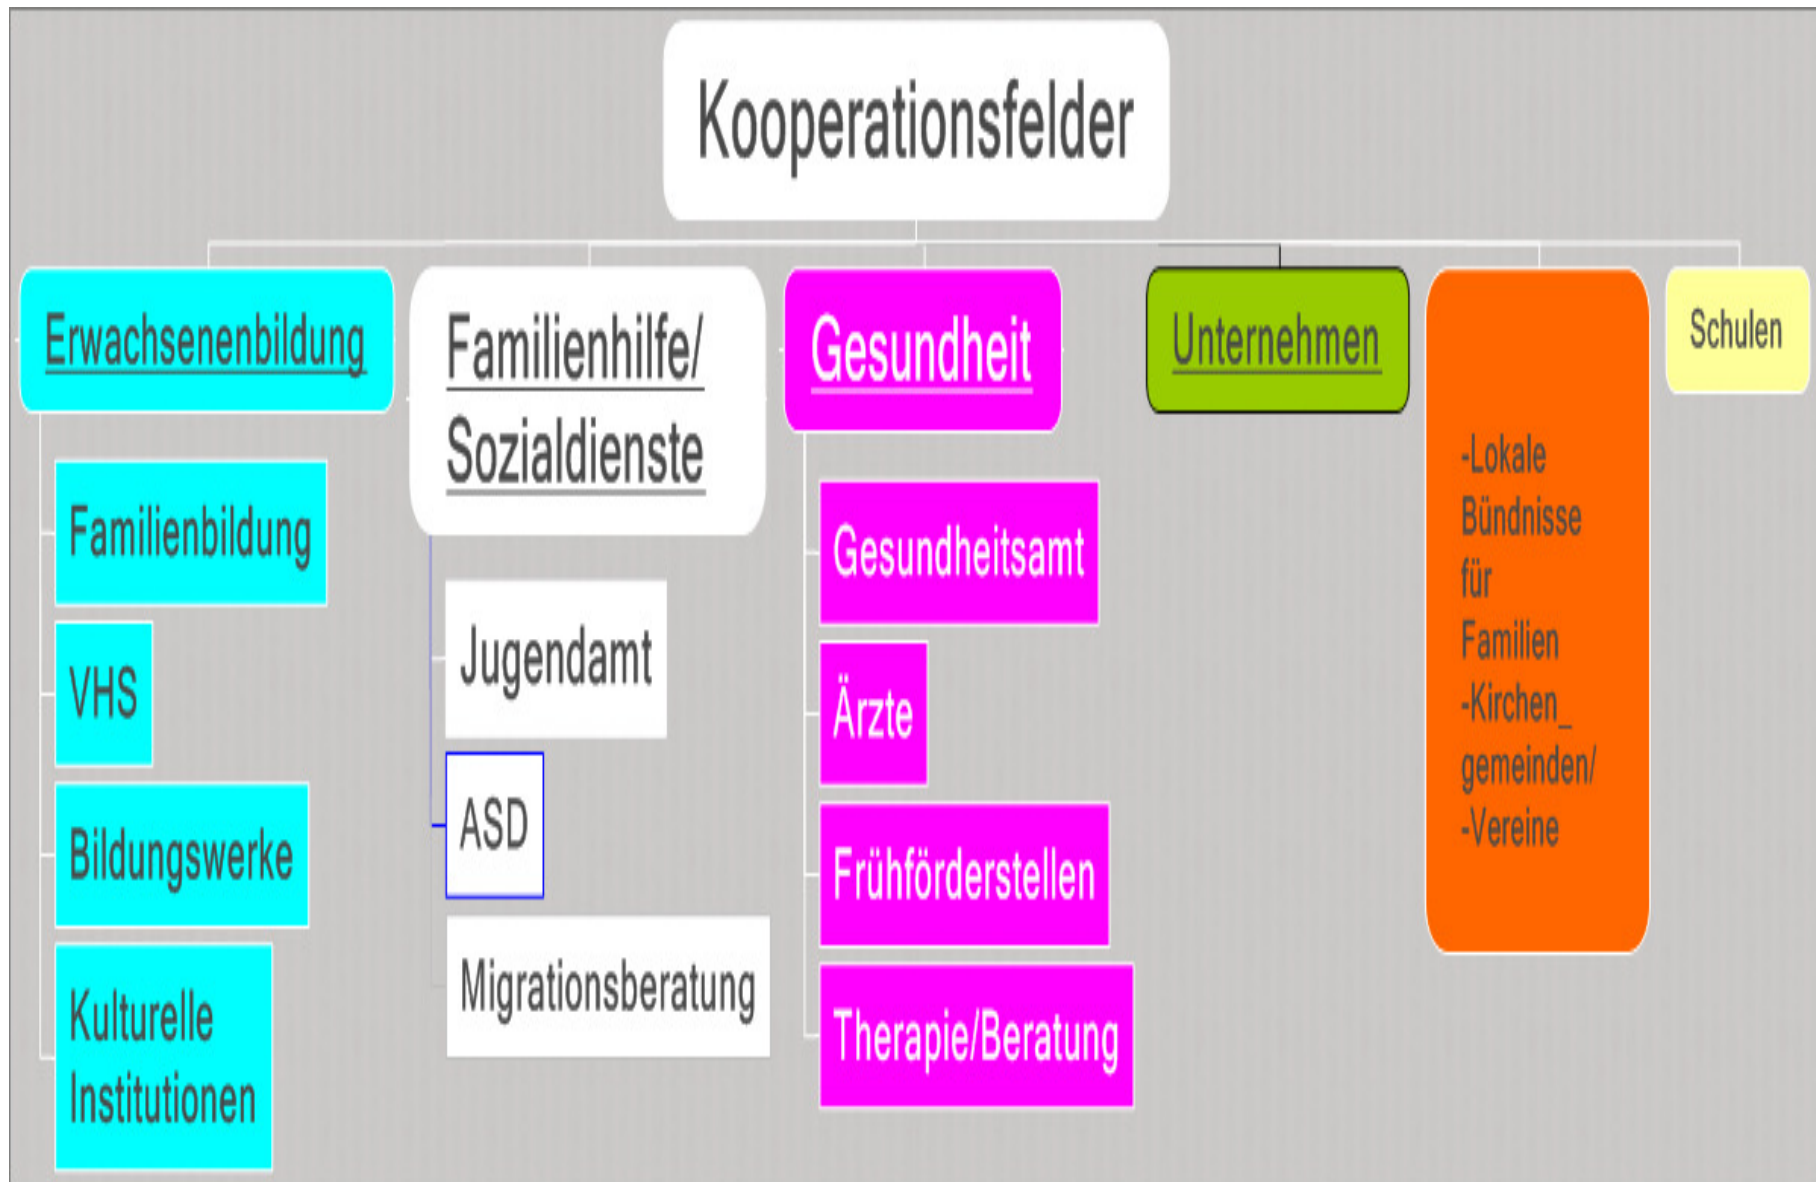 Kooperationsfelder
Erwachsenenbildung
Familienbildung
VHS
Bildungswerke
Kulturelle
Institutionen
Familienhilfe/
Sozialdienste
Jugendamt
ASD
Migrationsberatung
Gesundheit
Gesundheitsamt
Ärzte
Frühförderstellen
Therapie/Beratung
Unternehmen
-Lokale
Bündnisse
für
Familien
-Kirchen_
gemeinden/
-Vereine
Schulen